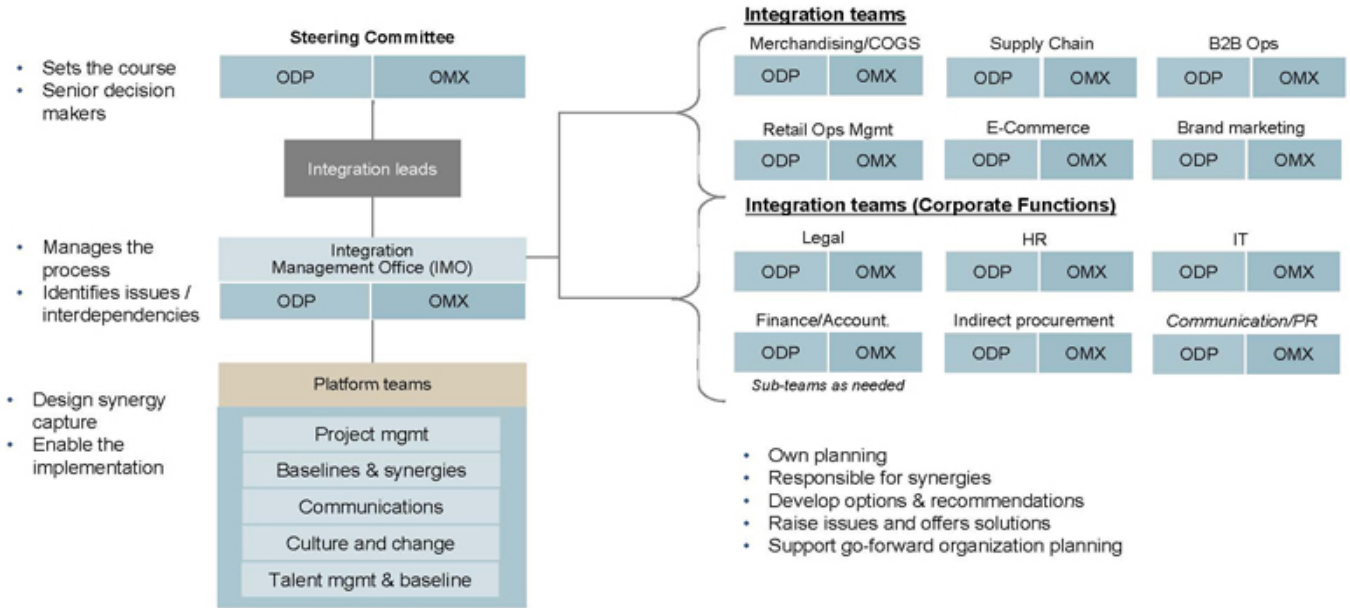 Steering Committee
• Sets the course
• Senior decision
makers
ODP OMX
Integration leads
• Manages the
process
• Identifies issues /
interdependencies
Integration
Management Office (IMO)
ODP OMX
• Design synergy
capture
• Enable the
implementation
Platform teams
Project mgmt
Baselines & synergies
Communications
Culture and change
Talent mgmt & baseline
Integration teams
Merchandising/COGS Supply Chain B2B Ops
ODP OMX ODP OMX ODP OMX
Retail Ops Mgmt E-Commerce Brand marketing
ODP OMX ODP OMX ODP OMX
Integration teams (Corporate Functions)
Legal HR IT
ODP OMX ODP OMX ODP OMX
Finance/Account. Indirect procurement Communication/PR
ODP OMX ODP OMX ODP OMX
Sub-teams as needed
• Own planning
• Responsible for synergies
• Develop options & recommendations
• Raise issues and offers solutions
• Support go-forward organization planning